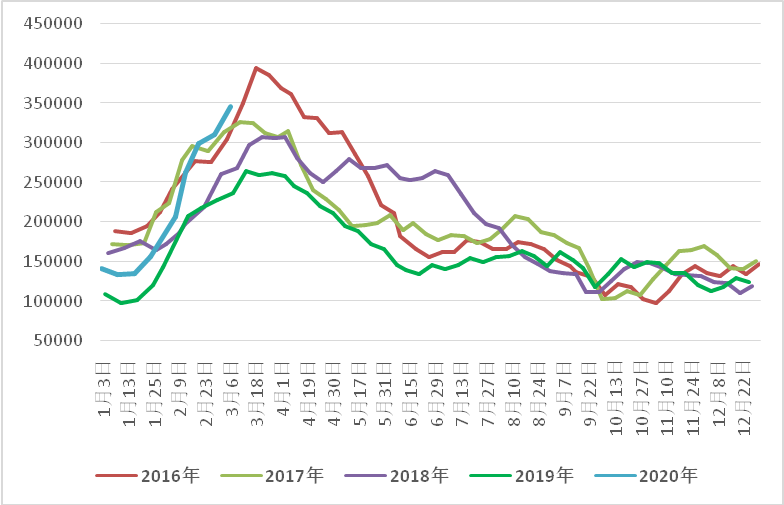 450000
400000
350000
300000
250000
200000
150000
100000
50000
1月3日
1月13日
1月25日
2月9日
2月23日
3月6日
3月18日
4月1日
4月19日
4月30日
5月17日
5月31日
6月15日
6月29日
7月13日
7月27日
8月10日
8月24日
9月7日
9月22日
10月13日
10月27日
11月10日
11月24日
12月8日
12月22日
2016年 2017年 2018年 2019年 2020年